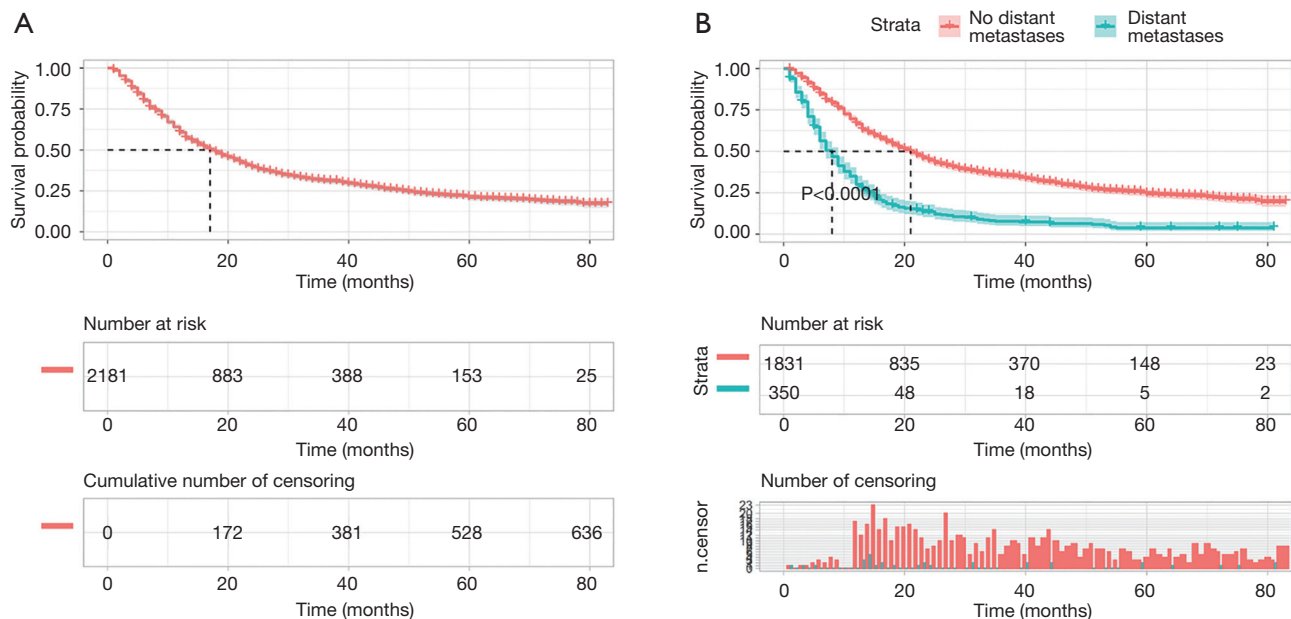 A
Survival probability
1.00
0.75
0.50
0.25
0.00
0 20 40 60 80
Time (months)
Number at risk
2181 883 388 153 25
0 20 40 60 80
Time (months)
Cumulative number of censoring
0 172 381 528 636
0 20 40 60 80
Time (months)
B
Strata No distant metastases Distant metastases
Survival probability
1.00
0.75
0.50
0.25
0.00
P<0.0001
0 20 40 60 80
Time (months)
Number at risk
Strata
1831 835 370 148 23
350 48 18 5 2
0 20 40 60 80
Time (months)
Number of censoring
n.censor
23
20
0 20 40 60 80
Time (months)